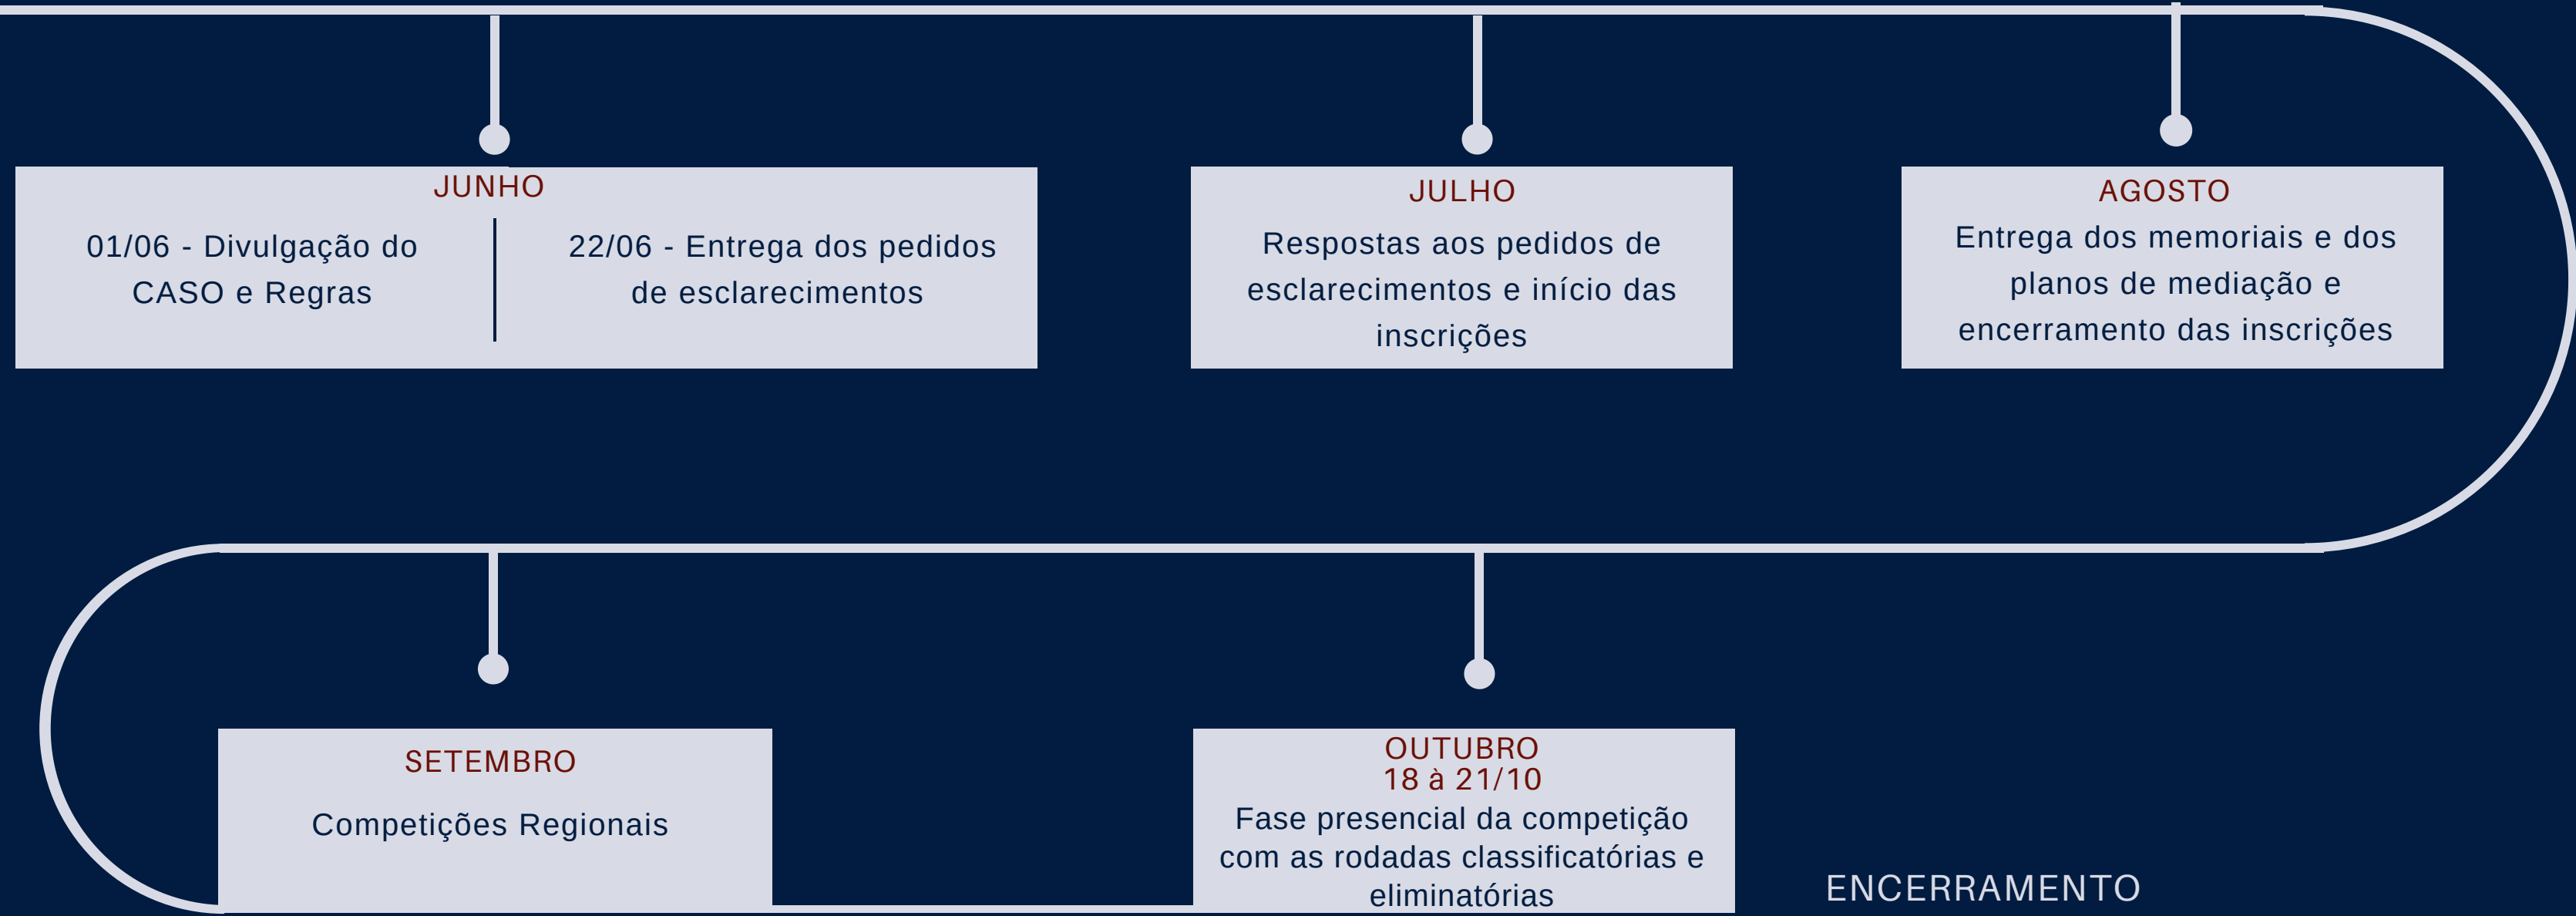 JUNHO
01/06 - Divulgação do
CASO e Regras
22/06 - Entrega dos pedidos
de esclarecimentos
JULHO
Respostas aos pedidos de
esclarecimentos e início das
inscrições
AGOSTO
Entrega dos memoriais e dos
planos de mediação e
encerramento das inscrições
SETEMBRO
Competições Regionais
OUTUBRO
18 à 21/10
Fase presencial da competição
com as rodadas classificatórias e
eliminatórias
ENCERRAMENTO